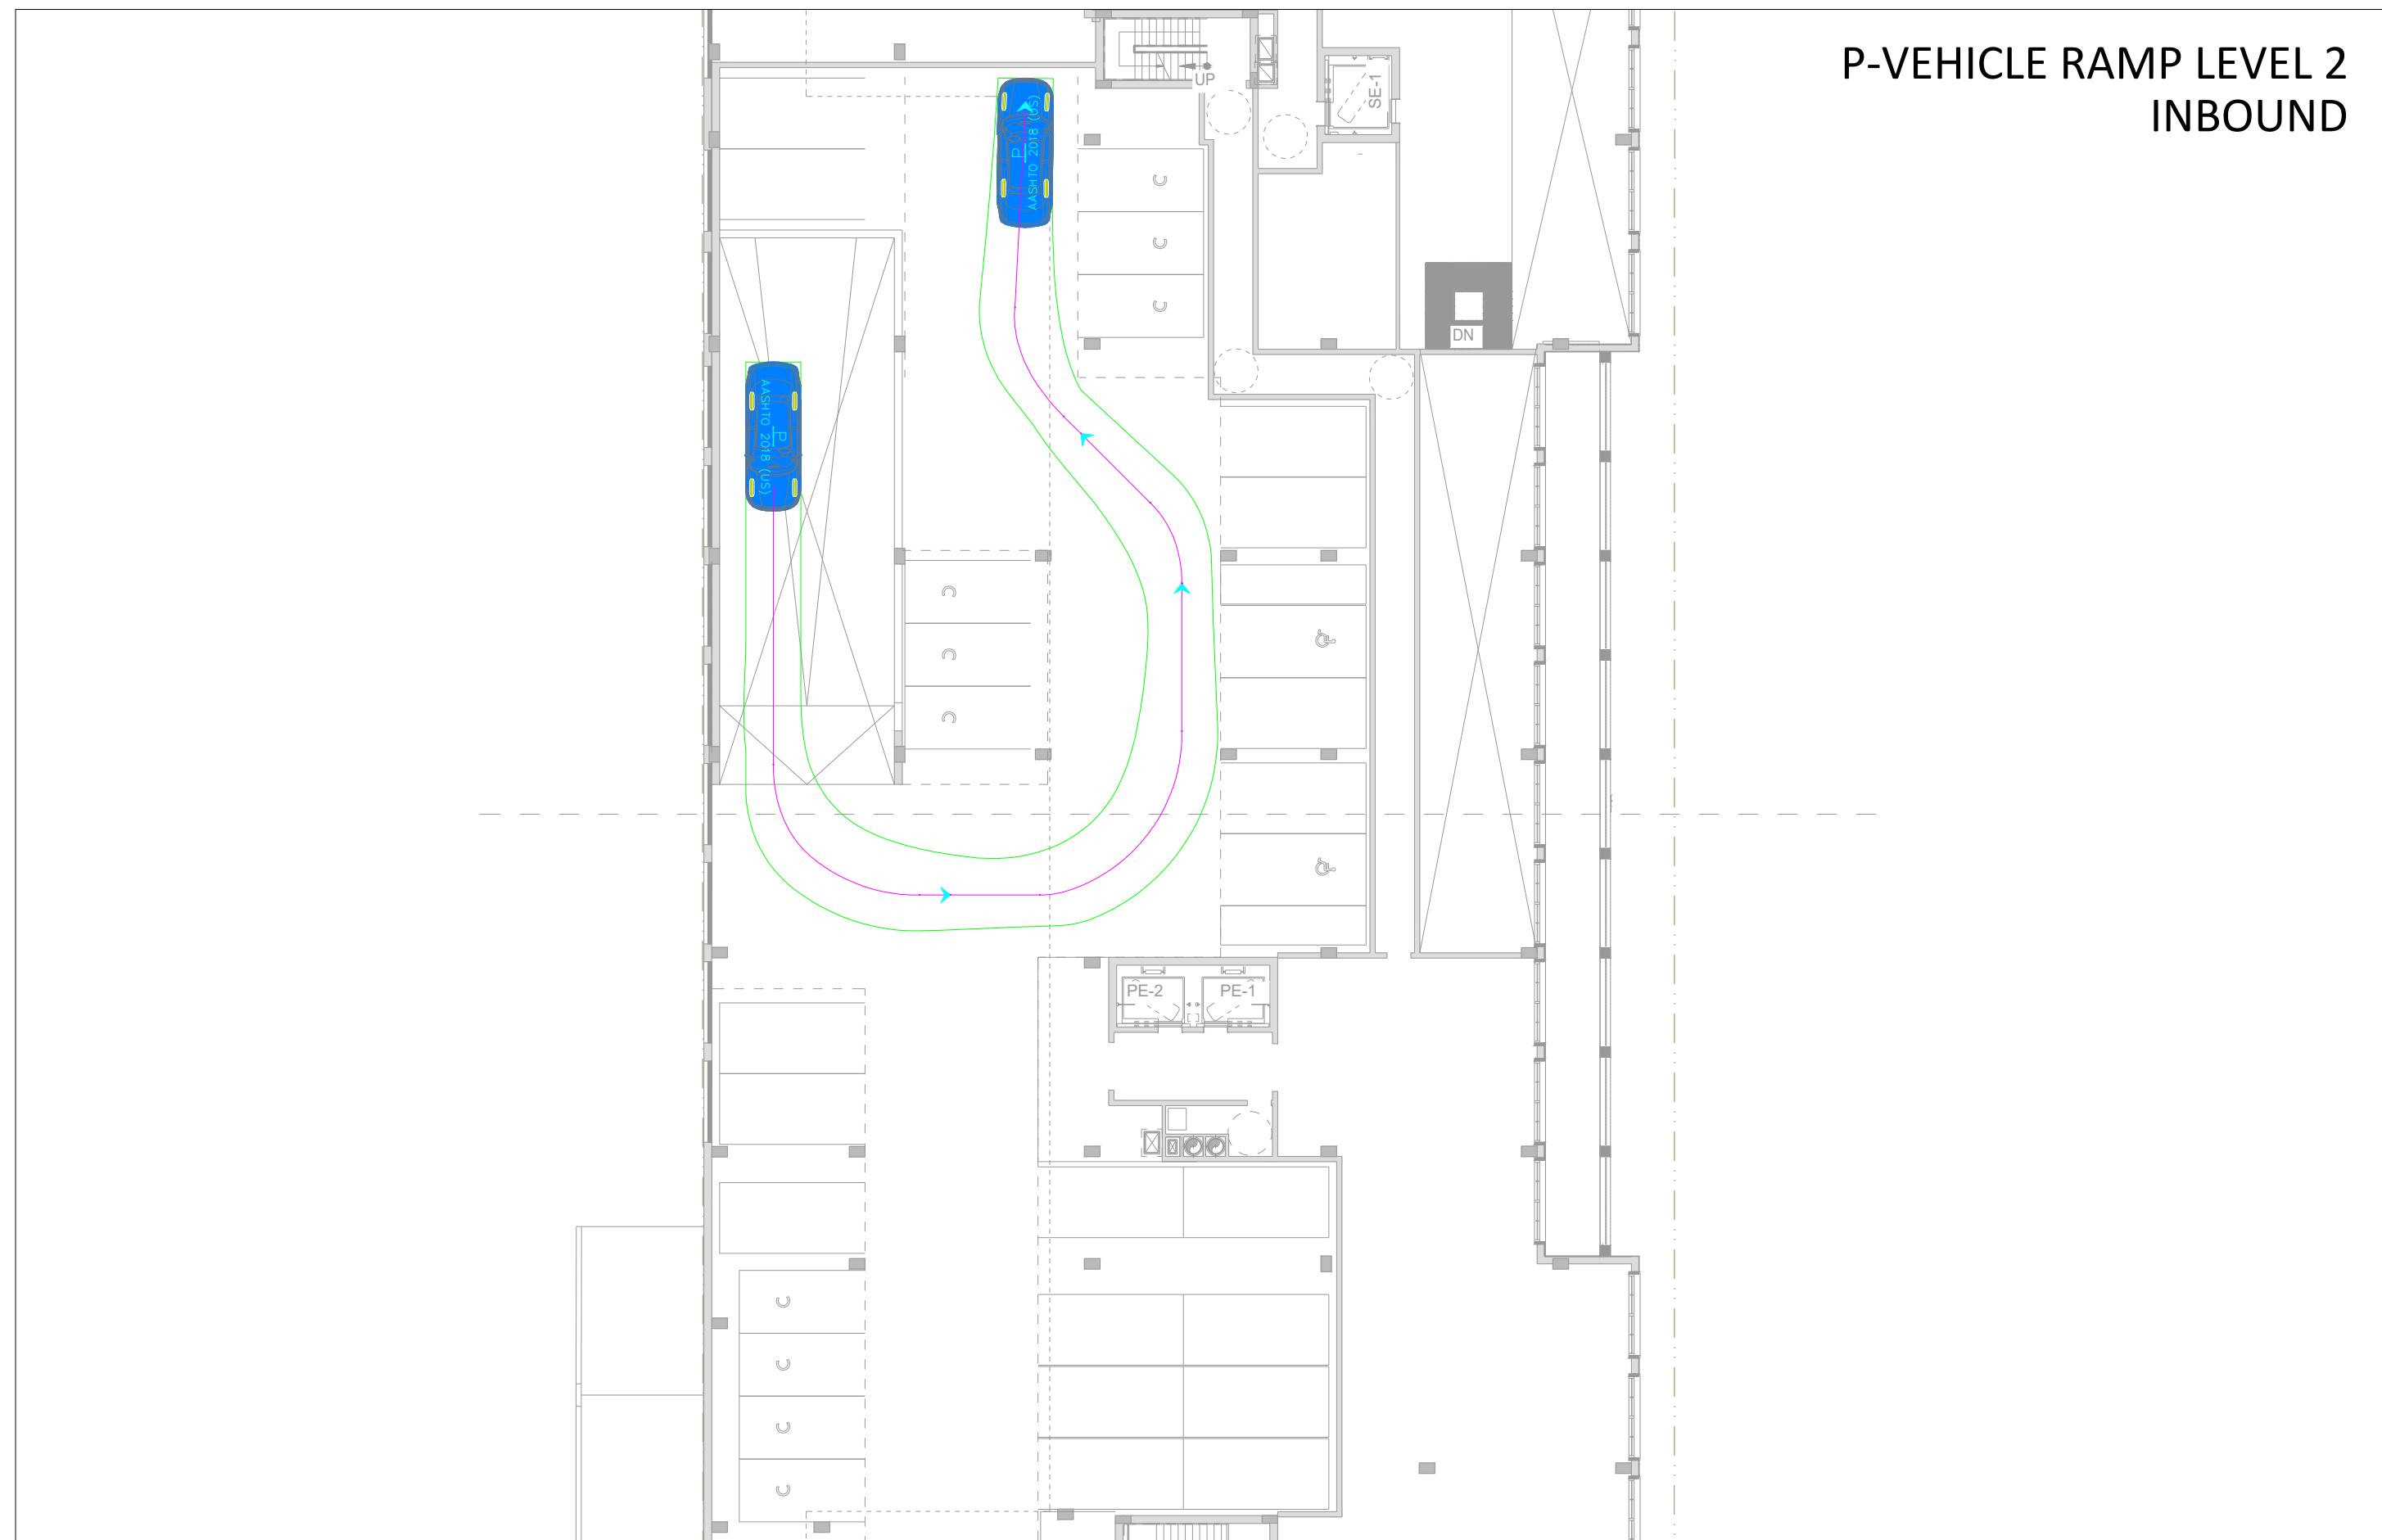 P-VEHICLE RAMP LEVEL 2
INBOUND
UP
SE-1
P
AASHTO 2018 (US)
C
C
C
DN
P
AASHTO 2018 (US)
C
C
C
PE-2
PE-1
C
C
C
C